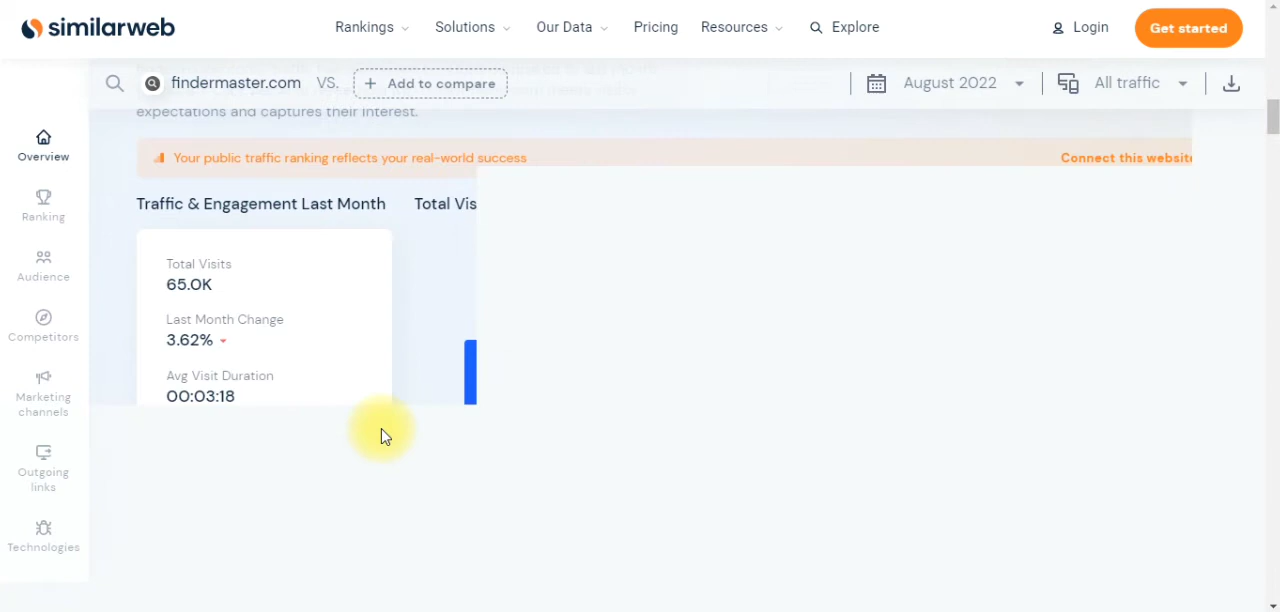 similarweb Rankings Solutions Our Data Pricing Resources Explore Login Get started
findermaster.com VS. + Add to compare August 2022 All traffic
expectations and captures their interest.
Your public traffic ranking reflects your real-world success Connect this website
Traffic & Engagement Last Month Total Vis
Total Visits
65.0K
Last Month Change
3.62%
Avg Visit Duration
00:03:18
Overview
Ranking
Audience
Competitors
Marketing
channels
Outgoing
links
Technologies